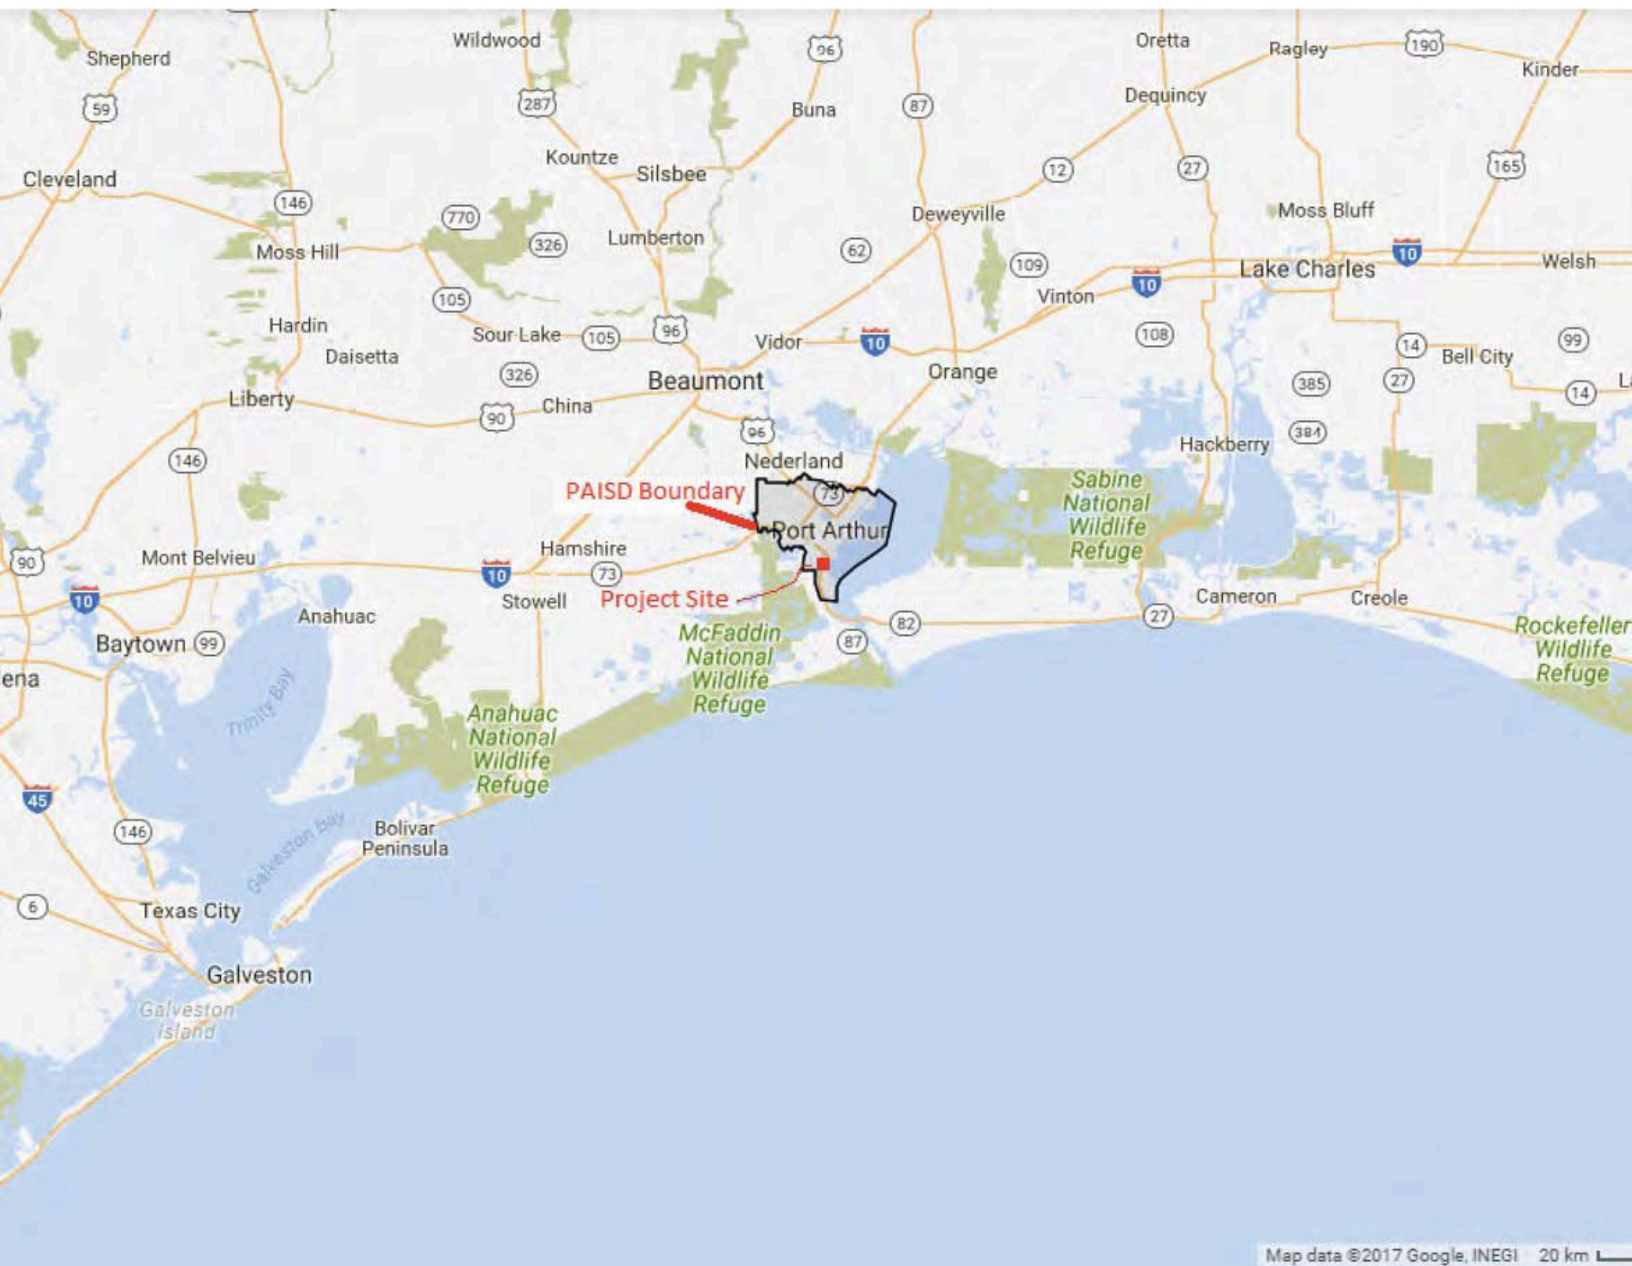 Wildwood
96
Oretta
Ragley
190
Shepherd
Kinder
59
287
Buna
87
Dequincy
Kountze
Silsbee
12
27
165
Cleveland
146
770
Deweyville
Moss Bluff
326
Lumberton
62
Moss Hill
109
10
Welsh
Lake Charles
10
Vinton
105
Hardin
Sour Lake
105
96
Vidor
10
108
14
99
Daisetta
326
Beaumont
Orange
Bell City
385
27
14
Liberty
90
China
96
384
Hackberry
146
Nederland
PAISD Boundary
73
Sabine
National
Wildlife
Refuge
Port Arthur
90
Mont Belvieu
Hamshire
10
73
10
Stowell
Project Site
Cameron
Creole
Anahuac
82
27
Baytown
99
McFaddin
National
Wildlife
Refuge
87
Rockefeller
Wildlife
Refuge
ena
Trinity Bay
Anahuac
National
Wildlife
Refuge
45
146
Galveston Bay
Bolivar
Peninsula
6
Texas City
Galveston
Galveston
Island
Map data ©2017 Google, INEGI 20 km